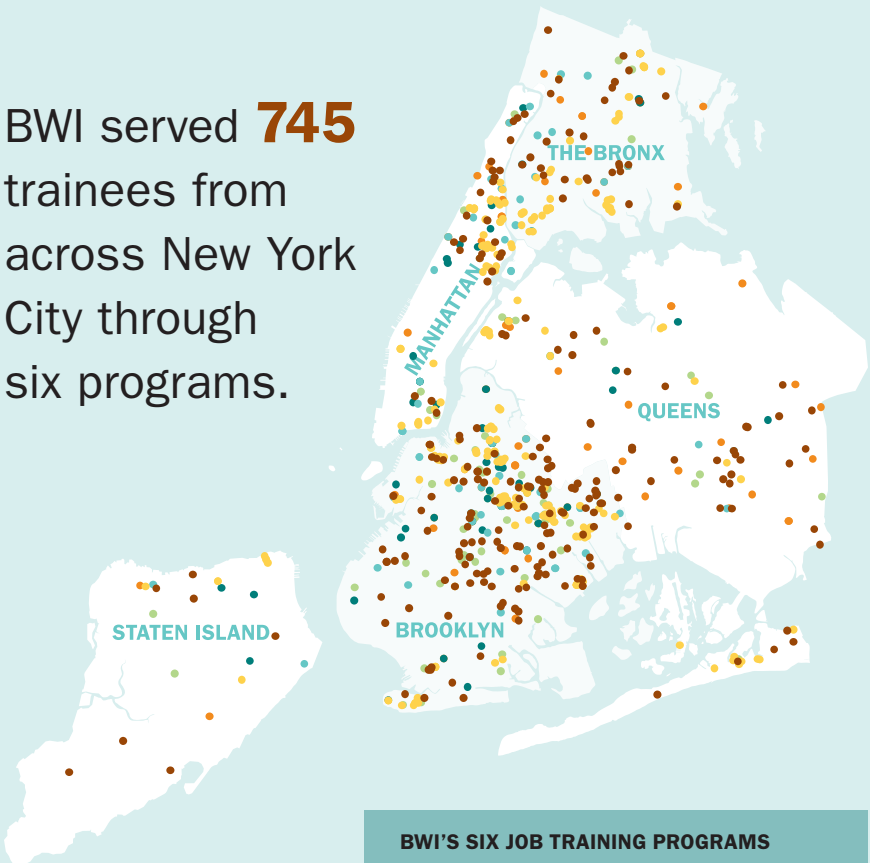 BWI served 745
trainees from
across New York
City through
six programs.
THE BRONX
MANHATTAN
QUEENS
BROOKLYN
STATEN ISLAND
BWI'S SIX JOB TRAINING PROGRAMS